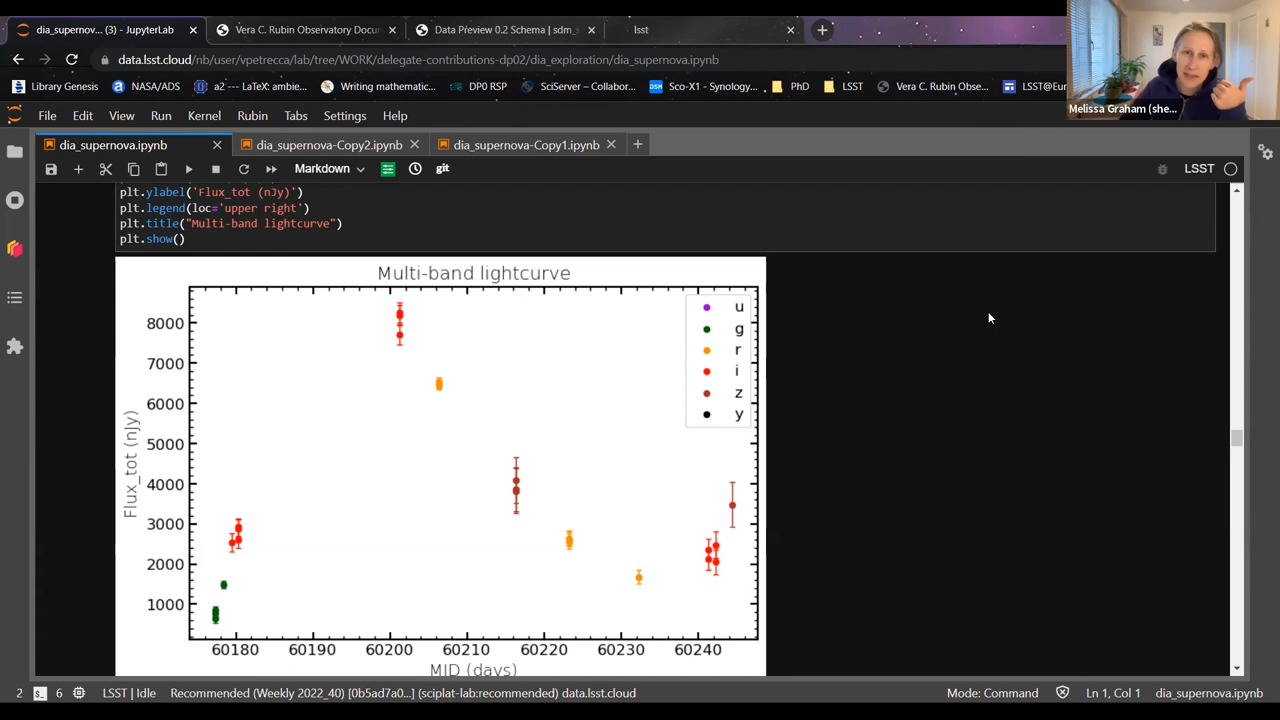 dia_supernov... (3) - JupyterLab
Vera C. Rubin Observatory Docu
Data Preview 0.2 Schema | sdm_s
lsst
data.lsst.cloud/nb/user/vpetrecca/lab/tree/WORK/delegate-contributions-dp02/dia_exploration/dia_supernova.ipynb
Library Genesis
NASA/ADS
a2 --- LaTeX: ambie...
Writing mathematic...
DP0 RSP
SciServer – Collabor...
Sco-X1 - Synology...
PhD
LSST
Vera C. Rubin Obse...
LSST@Eur
Melissa Graham (she...
File Edit View Run Kernel Rubin Tabs Settings Help
dia_supernova.ipynb
dia_supernova-Copy2.ipynb
dia_supernova-Copy1.ipynb
Markdown
git
LSST
plt.ylabel('Flux_tot (nJy)')
plt.legend(loc='upper right')
plt.title("Multi-band lightcurve")
plt.show()
Multi-band lightcurve
u
g
r
i
z
y
8000
7000
6000
5000
4000
3000
2000
1000
Flux_tot (nJy)
60180 60190 60200 60210 60220 60230 60240
MJD (days)
2 6 LSST | Idle Recommended (Weekly 2022_40) [0b5ad7a0...] (sciplat-lab:recommended) data.lsst.cloud Mode: Command Ln 1, Col 1 dia_supernova.ipynb